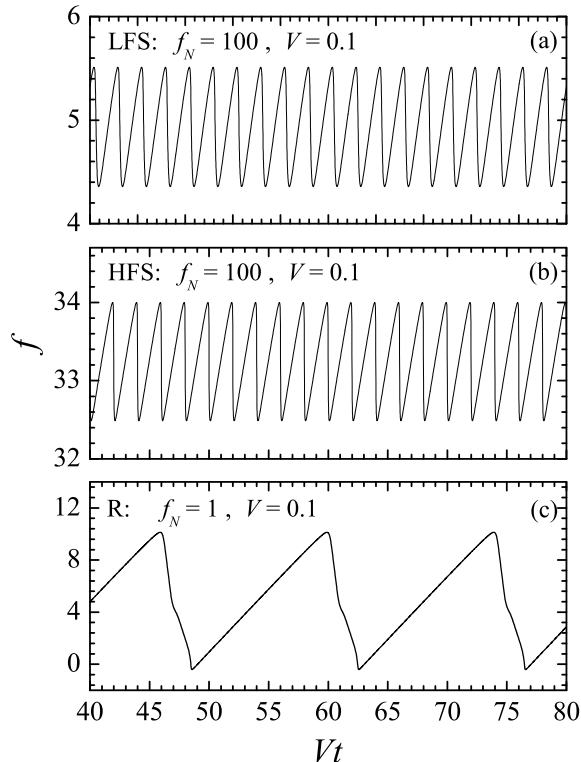 6
LFS: f_N = 100 , V = 0.1 (a)
5
4
HFS: f_N = 100 , V = 0.1 (b)
34
f
33
32
R: f_N = 1 , V = 0.1 (c)
12
8
4
0
40 45 50 55 60 65 70 75 80
Vt